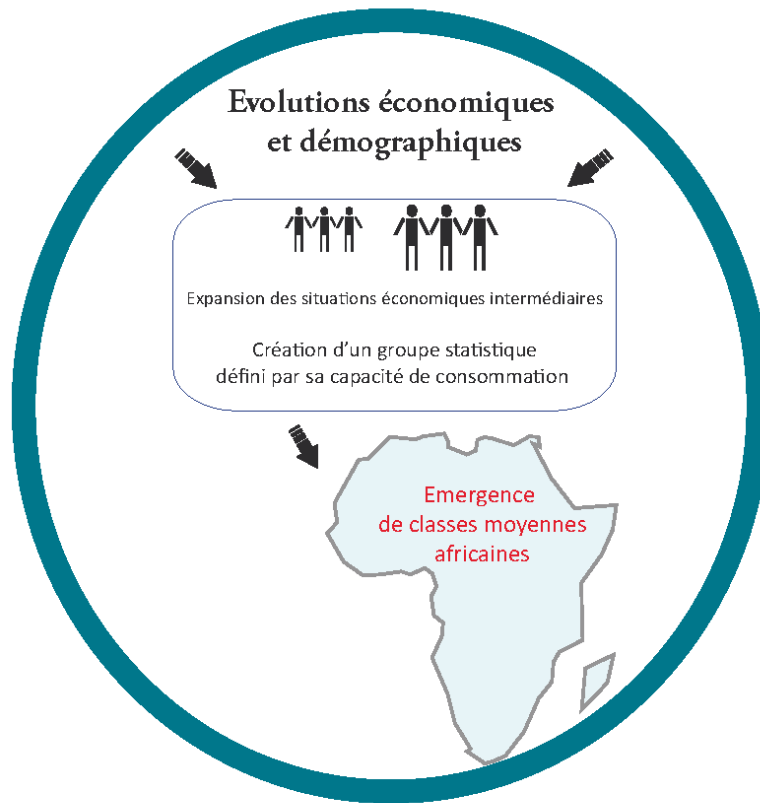 Evolutions économiques
et démographiques
Expansion des situations économiques intermédiaires
Création d'un groupe statistique
défini par sa capacité de consommation
Emergence
de classes moyennes
africaines